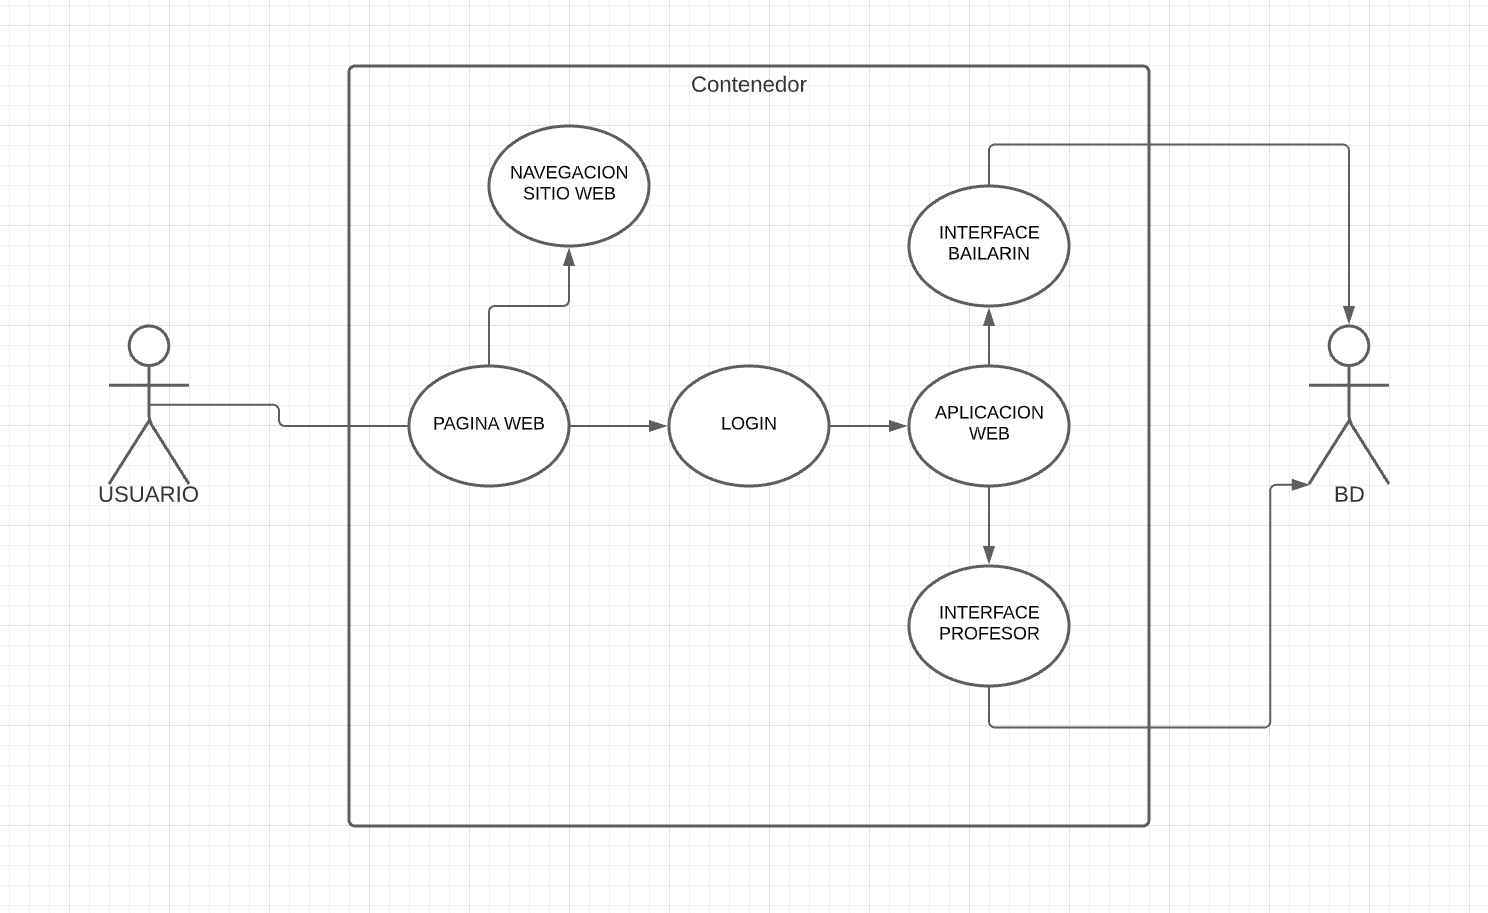 Contenedor
NAVEGACION
SITIO WEB
INTERFACE
BAILARIN
USUARIO
PAGINA WEB
LOGIN
APLICACION
WEB
BD
INTERFACE
PROFESOR